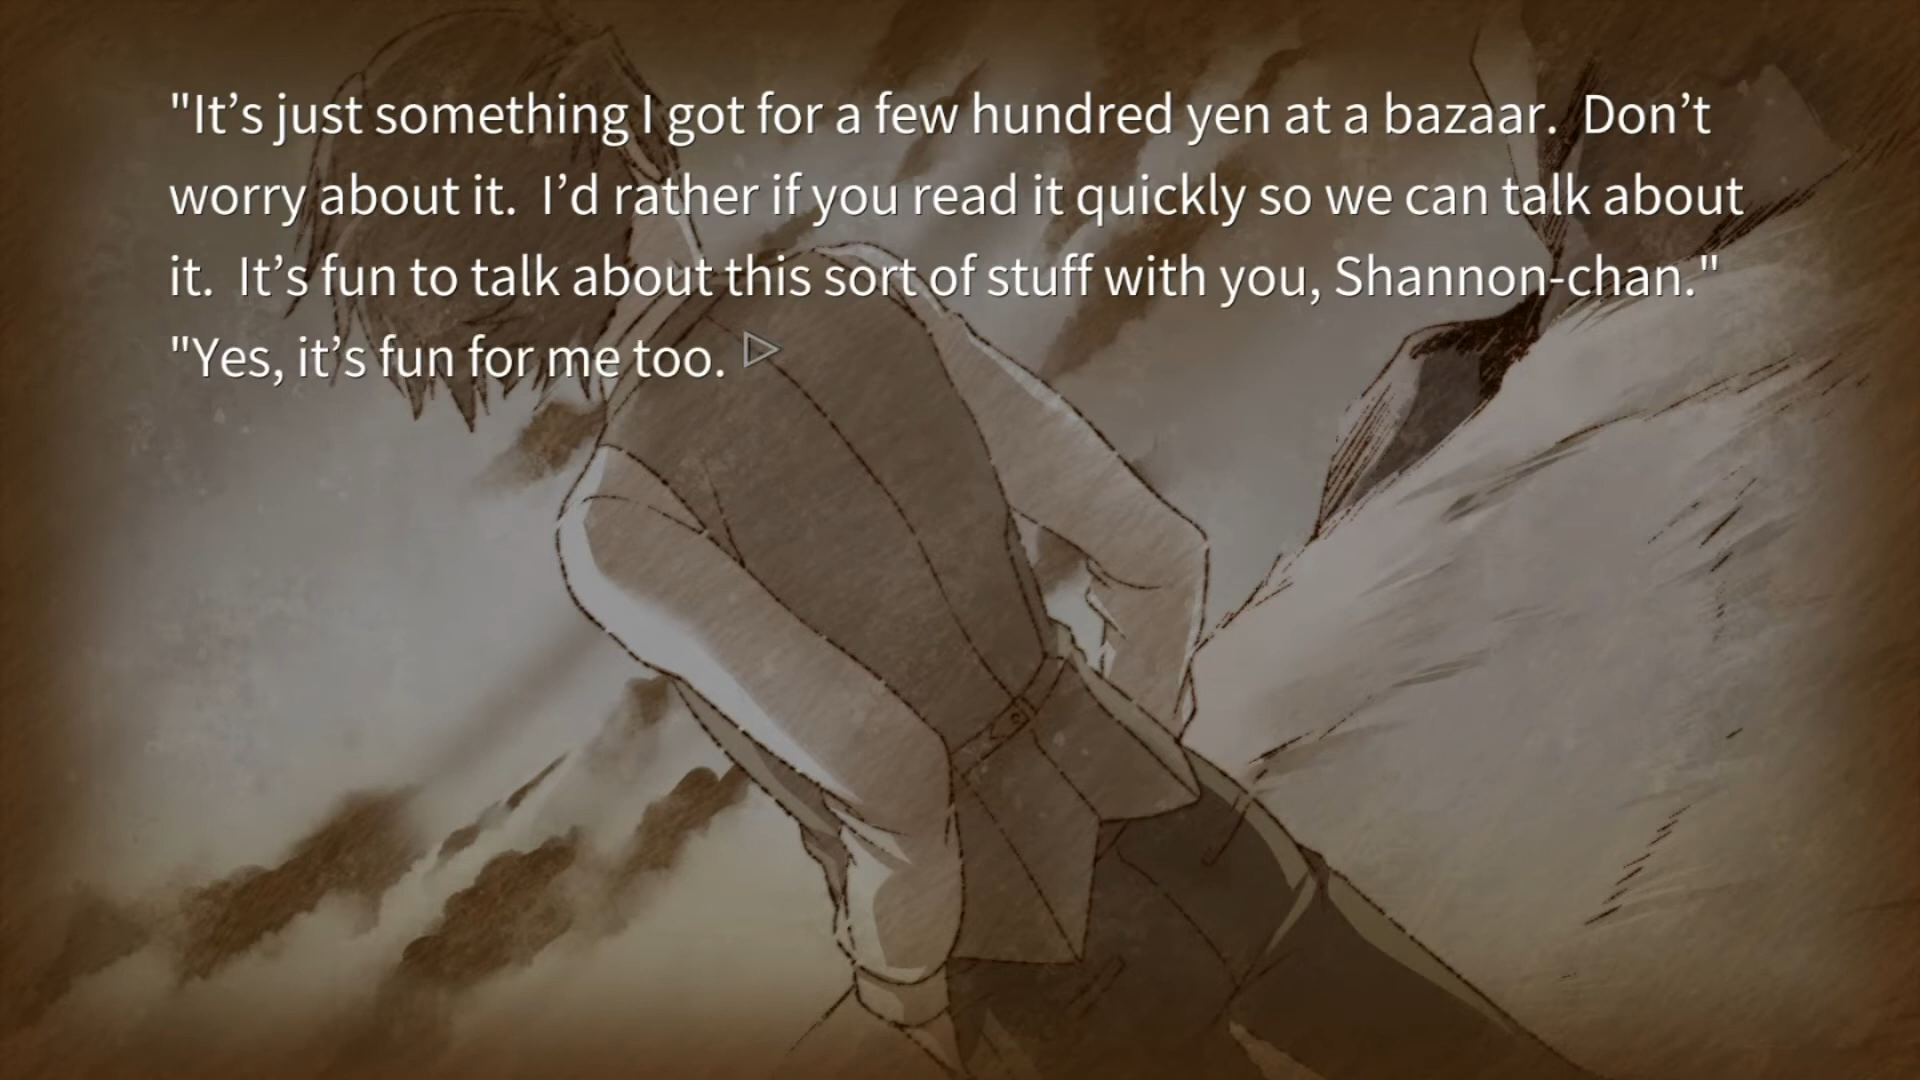 "It’s just something I got for a few hundred yen at a bazaar.  Don’t
worry about it.  I’d rather if you read it quickly so we can talk about
it.  It’s fun to talk about this sort of stuff with you, Shannon-chan."
"Yes, it’s fun for me too.